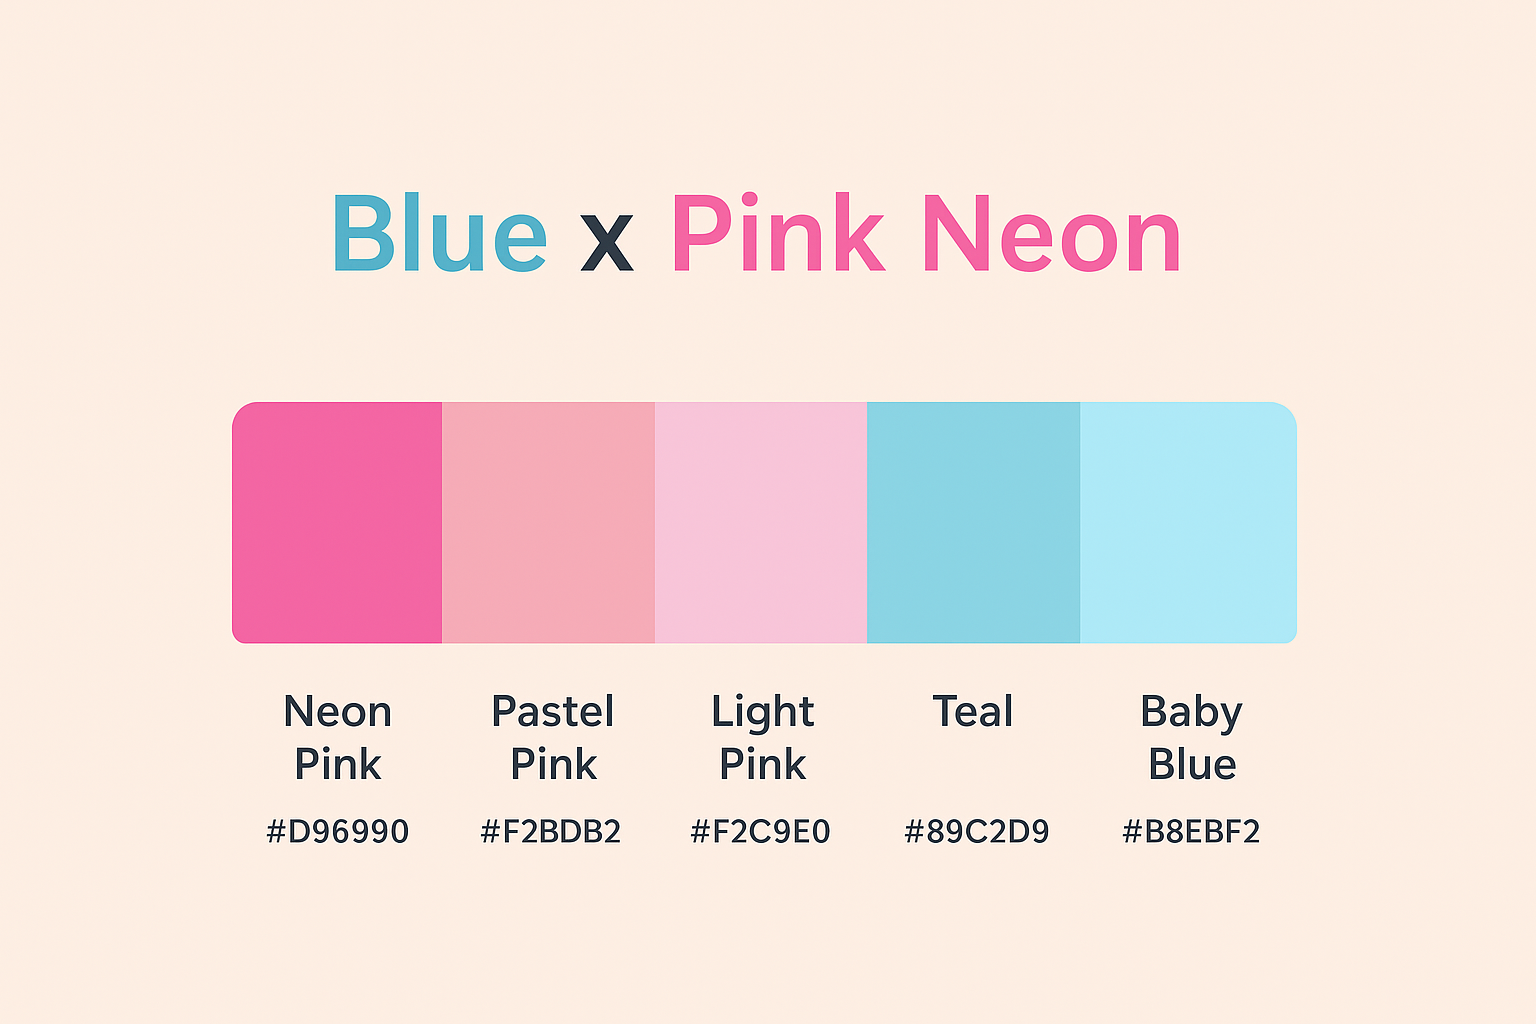 Blue x Pink Neon
Neon Pink
#D96990
Pastel Pink
#F2BDB2
Light Pink
#F2C9E0
Teal
#89C2D9
Baby Blue
#B8EBF2